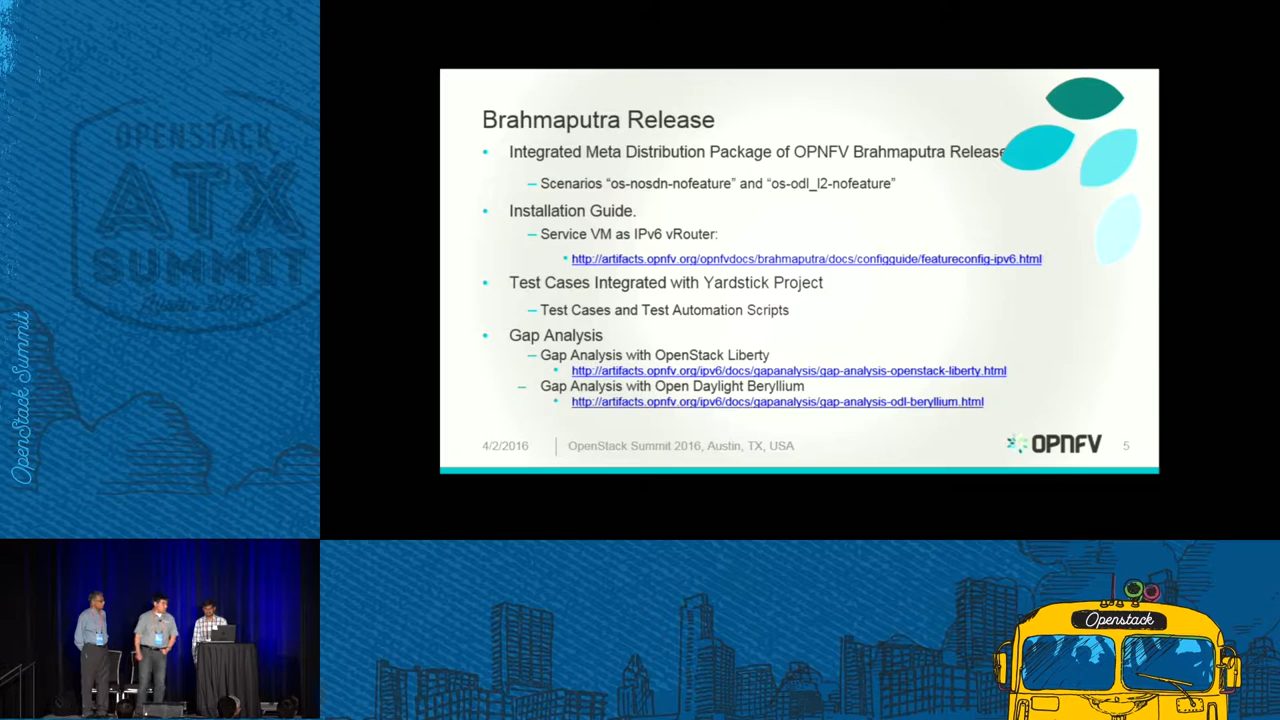 OPENSTACK
ATX
SUMMIT
OpenStack Summit
Brahmaputra Release
• Integrated Meta Distribution Package of OPNFV Brahmaputra Release
– Scenarios “os-nosdn-nofeature” and “os-odl_l2-nofeature”
• Installation Guide.
– Service VM as IPv6 vRouter:
• http://artifacts.opnfv.org/opnfvdocs/brahmaputra/docs/configguide/featureconfig-ipv6.html
• Test Cases Integrated with Yardstick Project
– Test Cases and Test Automation Scripts
• Gap Analysis
– Gap Analysis with OpenStack Liberty
• http://artifacts.opnfv.org/ipv6/docs/gapanalysis/gap-analysis-openstack-liberty.html
– Gap Analysis with Open Daylight Beryllium
• http://artifacts.opnfv.org/ipv6/docs/gapanalysis/gap-analysis-odl-beryllium.html
4/2/2016
OpenStack Summit 2016, Austin, TX, USA
OPNFV
5
Openstack